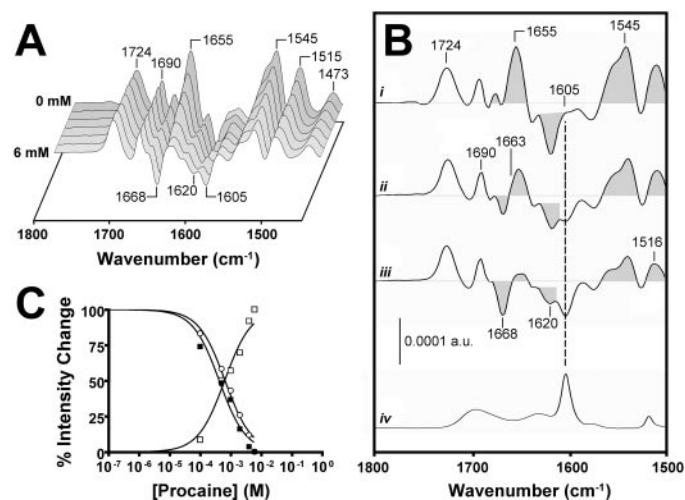 A
1724
1690
1655
1545
1515
1473
0 mM
6 mM
1668
1620
1605
1800 1700 1600 1500
Wavenumber (cm⁻¹)
B
1724
1655
1545
1605
i
1690
1663
ii
1516
iii
1668
1620
0.0001 a.u.
iv
1800 1700 1600
Wavenumber (cm⁻¹)
C
% Intensity Change
100
75
50
25
0
10⁻⁷ 10⁻⁶ 10⁻⁵ 10⁻⁴ 10⁻³ 10⁻² 10⁻¹ 10⁰
[Procaine] (M)